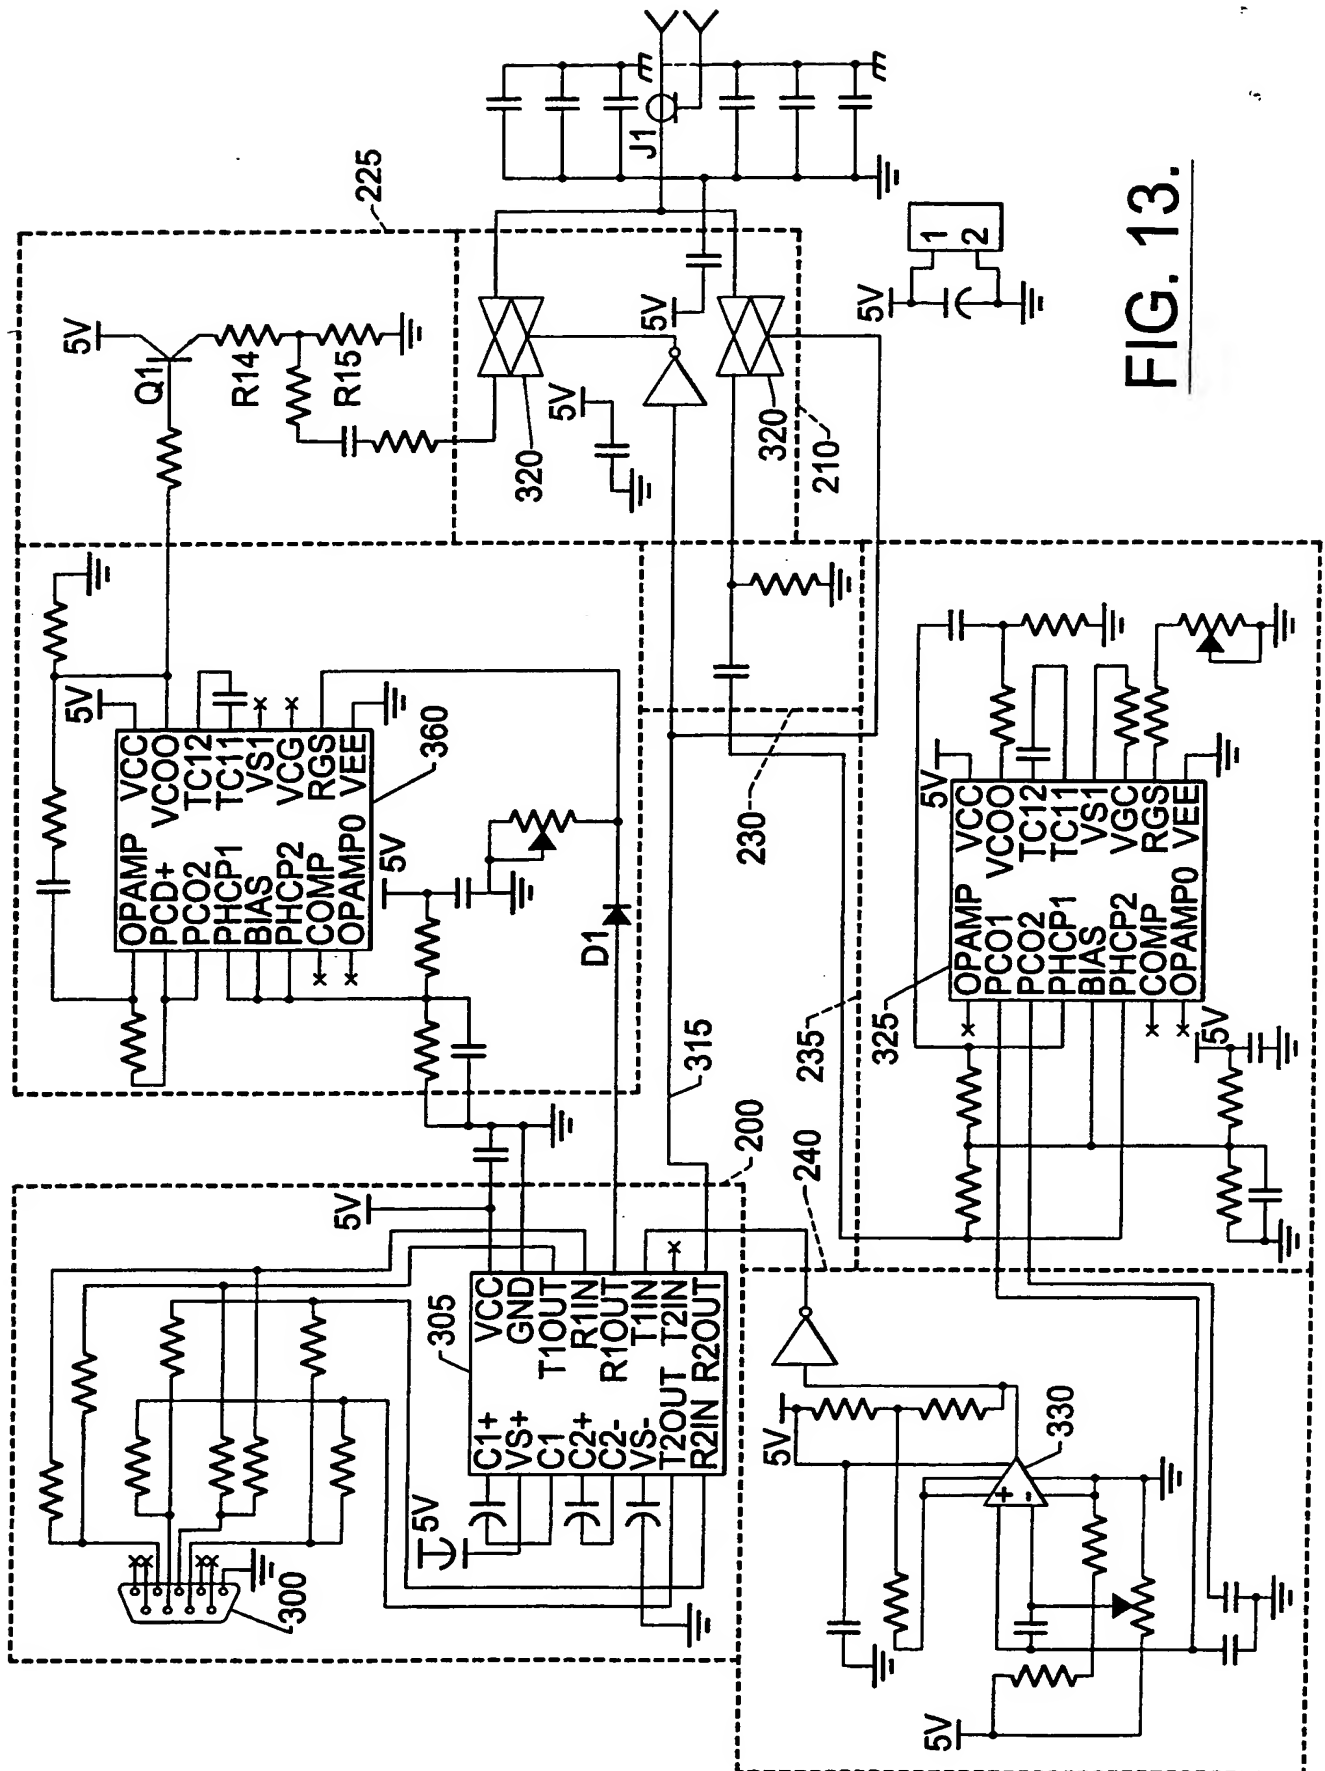 225
5V
Q1
R14
R15
J1
5V
320
5V
320
210
5V
1
2
FIG. 13.
5V
OPAMP VCC
PCD+ VCOO
PCO2 TC12
PHCP1 TC11
BIAS VS1
PHCP2 VCG
COMP RGS
OPAMP0 VEE
360
5V
D1
315
230
235
325
5V
OPAMP VCC
PCO1 VCOO
PCO2 TC12
PHCP1 TC11
BIAS VS1
PHCP2 VGC
COMP RGS
OPAMP0 VEE
5V
200
240
5V
305
300
5V
C1+ VCC
VS+ GND
C1 T1OUT
C2+ R1IN
C2- R1OUT
VS- T1IN
T2OUT T2IN
R2IN R2OUT
5V
+
-
330
5V